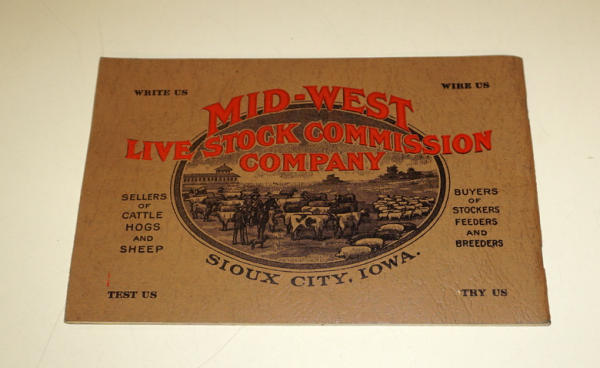 WRITE US
WIRE US
MID-WEST
LIVE STOCK COMMISSION
COMPANY
SELLERS
OF
CATTLE
HOGS
AND
SHEEP
BUYERS
OF
STOCKERS
FEEDERS
AND
BREEDERS
SIOUX CITY, IOWA.
TEST US
TRY US